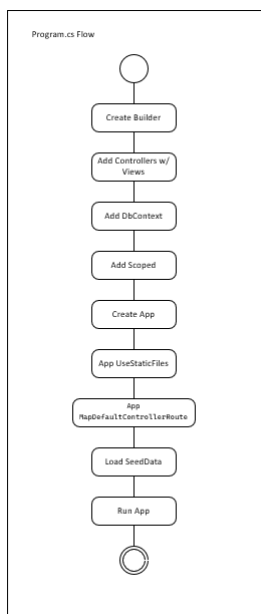 Program.cs Flow
Create Builder
Add Controllers w/
Views
Add DbContext
Add Scoped
Create App
App UseStaticFiles
App
MapDefaultControllerRoute
Load SeedData
Run App